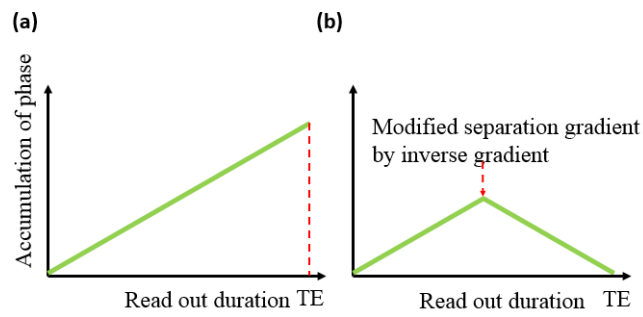 (a)
Accumulation of phase
Read out duration TE
(b)
Modified separation gradient
by inverse gradient
Read out duration TE